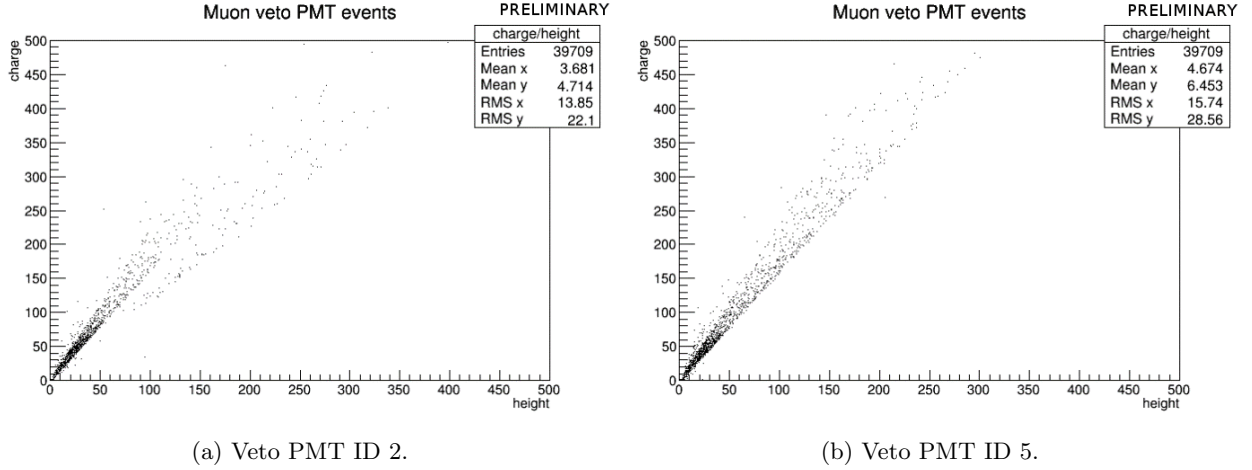 Muon veto PMT events
PRELIMINARY
charge/height
Entries 39709
Mean x 3.681
Mean y 4.714
RMS x 13.85
RMS y 22.1
charge
500
450
400
350
300
250
200
150
100
50
0
0 50 100 150 200 250 300 350 400 450 500
height
(a) Veto PMT ID 2.
Muon veto PMT events
PRELIMINARY
charge/height
Entries 39709
Mean x 4.674
Mean y 6.453
RMS x 15.74
RMS y 28.56
charge
500
450
400
350
300
250
200
150
100
50
0
0 50 100 150 200 250 300 350 400 450 500
height
(b) Veto PMT ID 5.